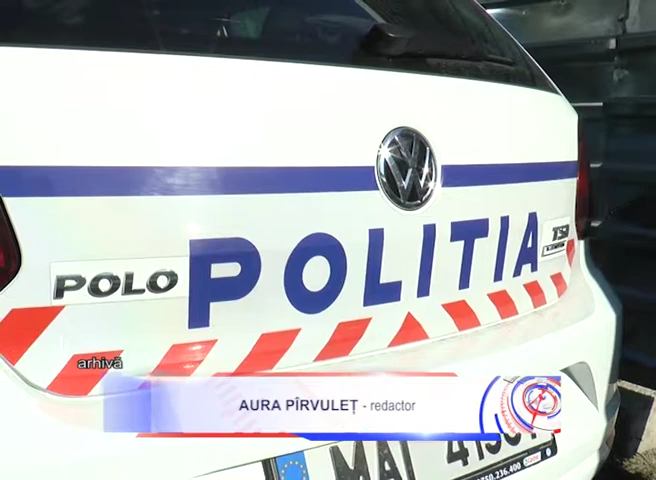 POLO
POLITIA
TSI
arhivă
AURA PÎRVULEȚ - redactor
MAI